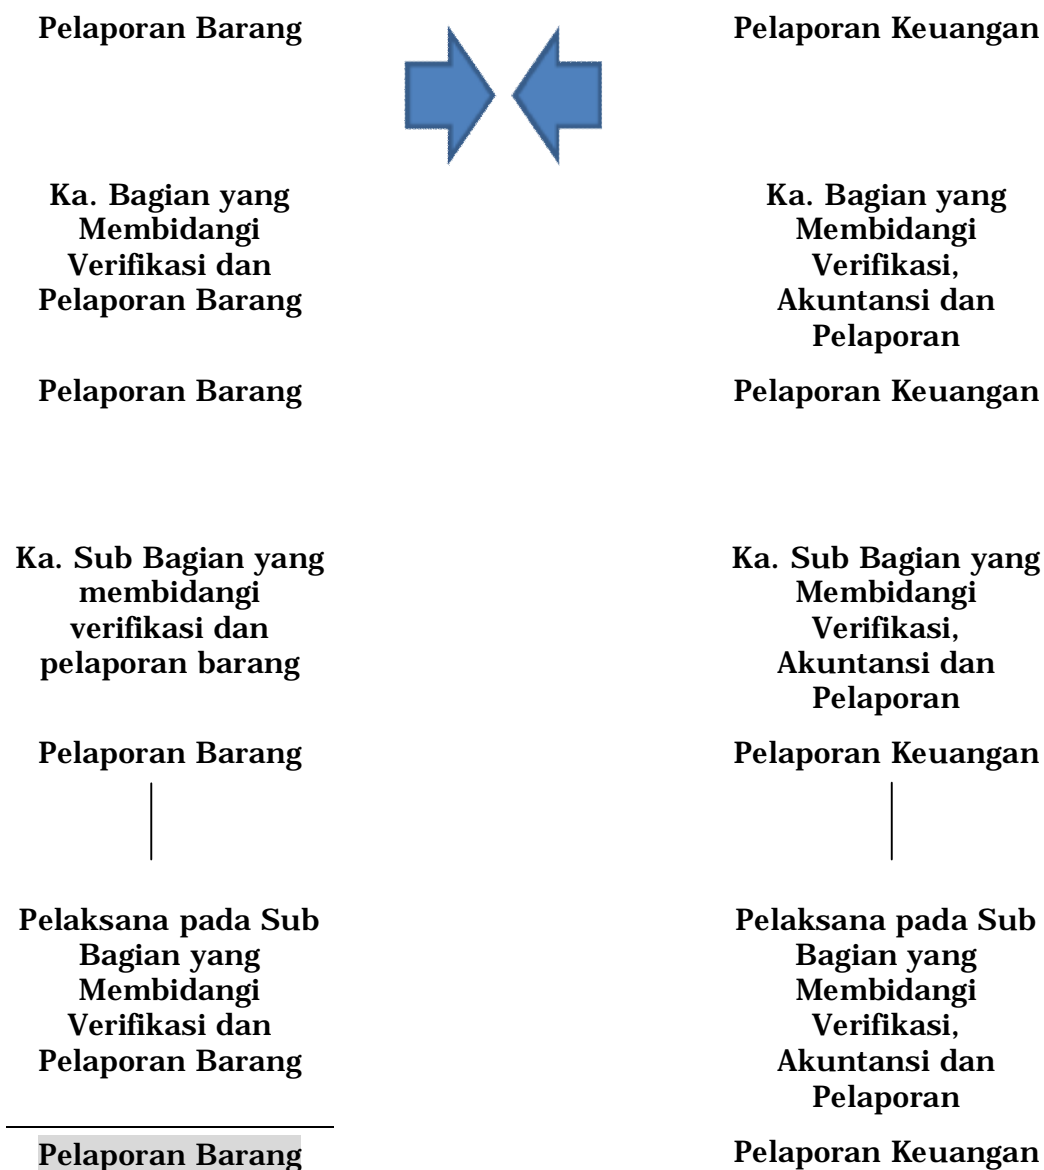 Pelaporan Barang
Pelaporan Keuangan
Ka. Bagian yang
Membidangi
Verifikasi dan
Pelaporan Barang
Ka. Bagian yang
Membidangi
Verifikasi,
Akuntansi dan
Pelaporan
Pelaporan Barang
Pelaporan Keuangan
Ka. Sub Bagian yang
membidangi
verifikasi dan
pelaporan barang
Ka. Sub Bagian yang
Membidangi
Verifikasi,
Akuntansi dan
Pelaporan
Pelaporan Barang
Pelaporan Keuangan
Pelaksana pada Sub
Bagian yang
Membidangi
Verifikasi dan
Pelaporan Barang
Pelaksana pada Sub
Bagian yang
Membidangi
Verifikasi,
Akuntansi dan
Pelaporan
Pelaporan Barang
Pelaporan Keuangan